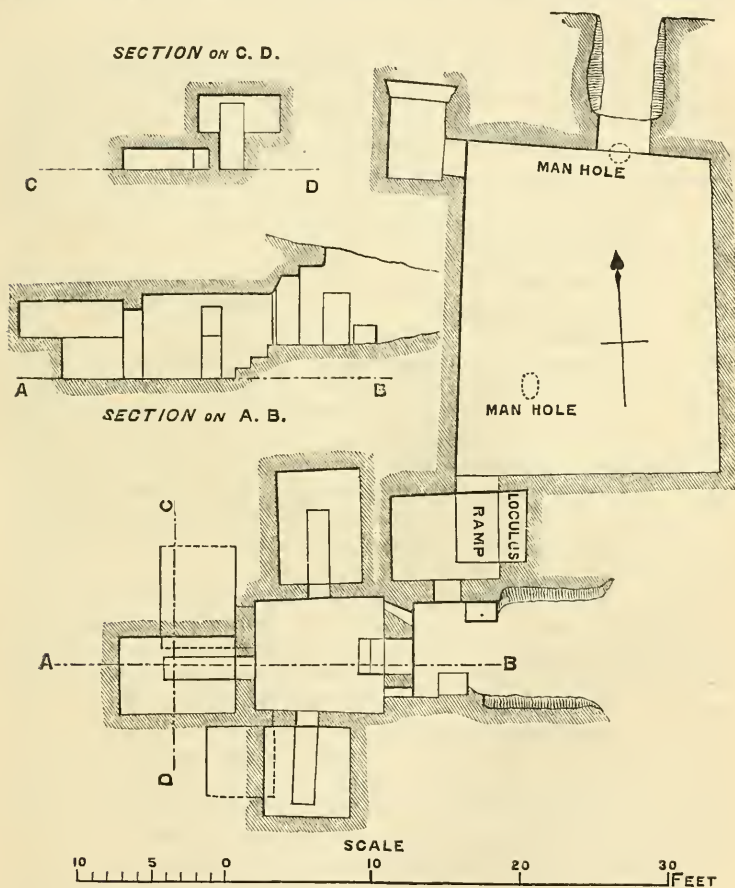 SECTION ON C. D.
C
D
MAN HOLE
MAN HOLE
A
B
SECTION ON A. B.
C
RAMP
LOCULUS
A
B
D
SCALE
10 5 0 10 20 30 FEET